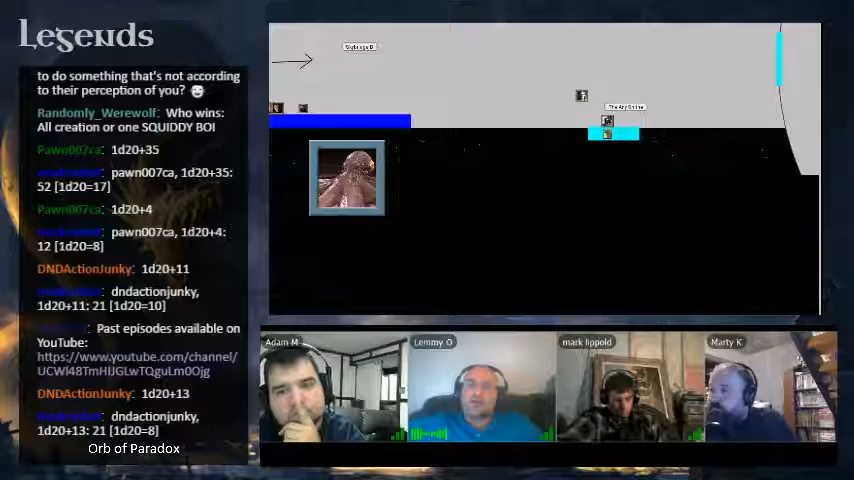 Legends
to do something that's not according
to their perception of you?
Randomly_Werewolf: Who wins:
All creation or one SQUIDDY BOI
Pawn007ca: 1d20+35
pawn007ca, 1d20+35:
52 [1d20=17]
Pawn007ca: 1d20+4
pawn007ca, 1d20+4:
12 [1d20=8]
DNDActionJunky: 1d20+11
dndactionjunky,
1d20+11: 21 [1d20=10]
Past episodes available on
YouTube:
https://www.youtube.com/channel/
DNDActionJunky: 1d20+13
dndactionjunky,
1d20+13: 21 [1d20=8]
Orb of Paradox
Adam M
Lemmy O
mark lippold
Marty K